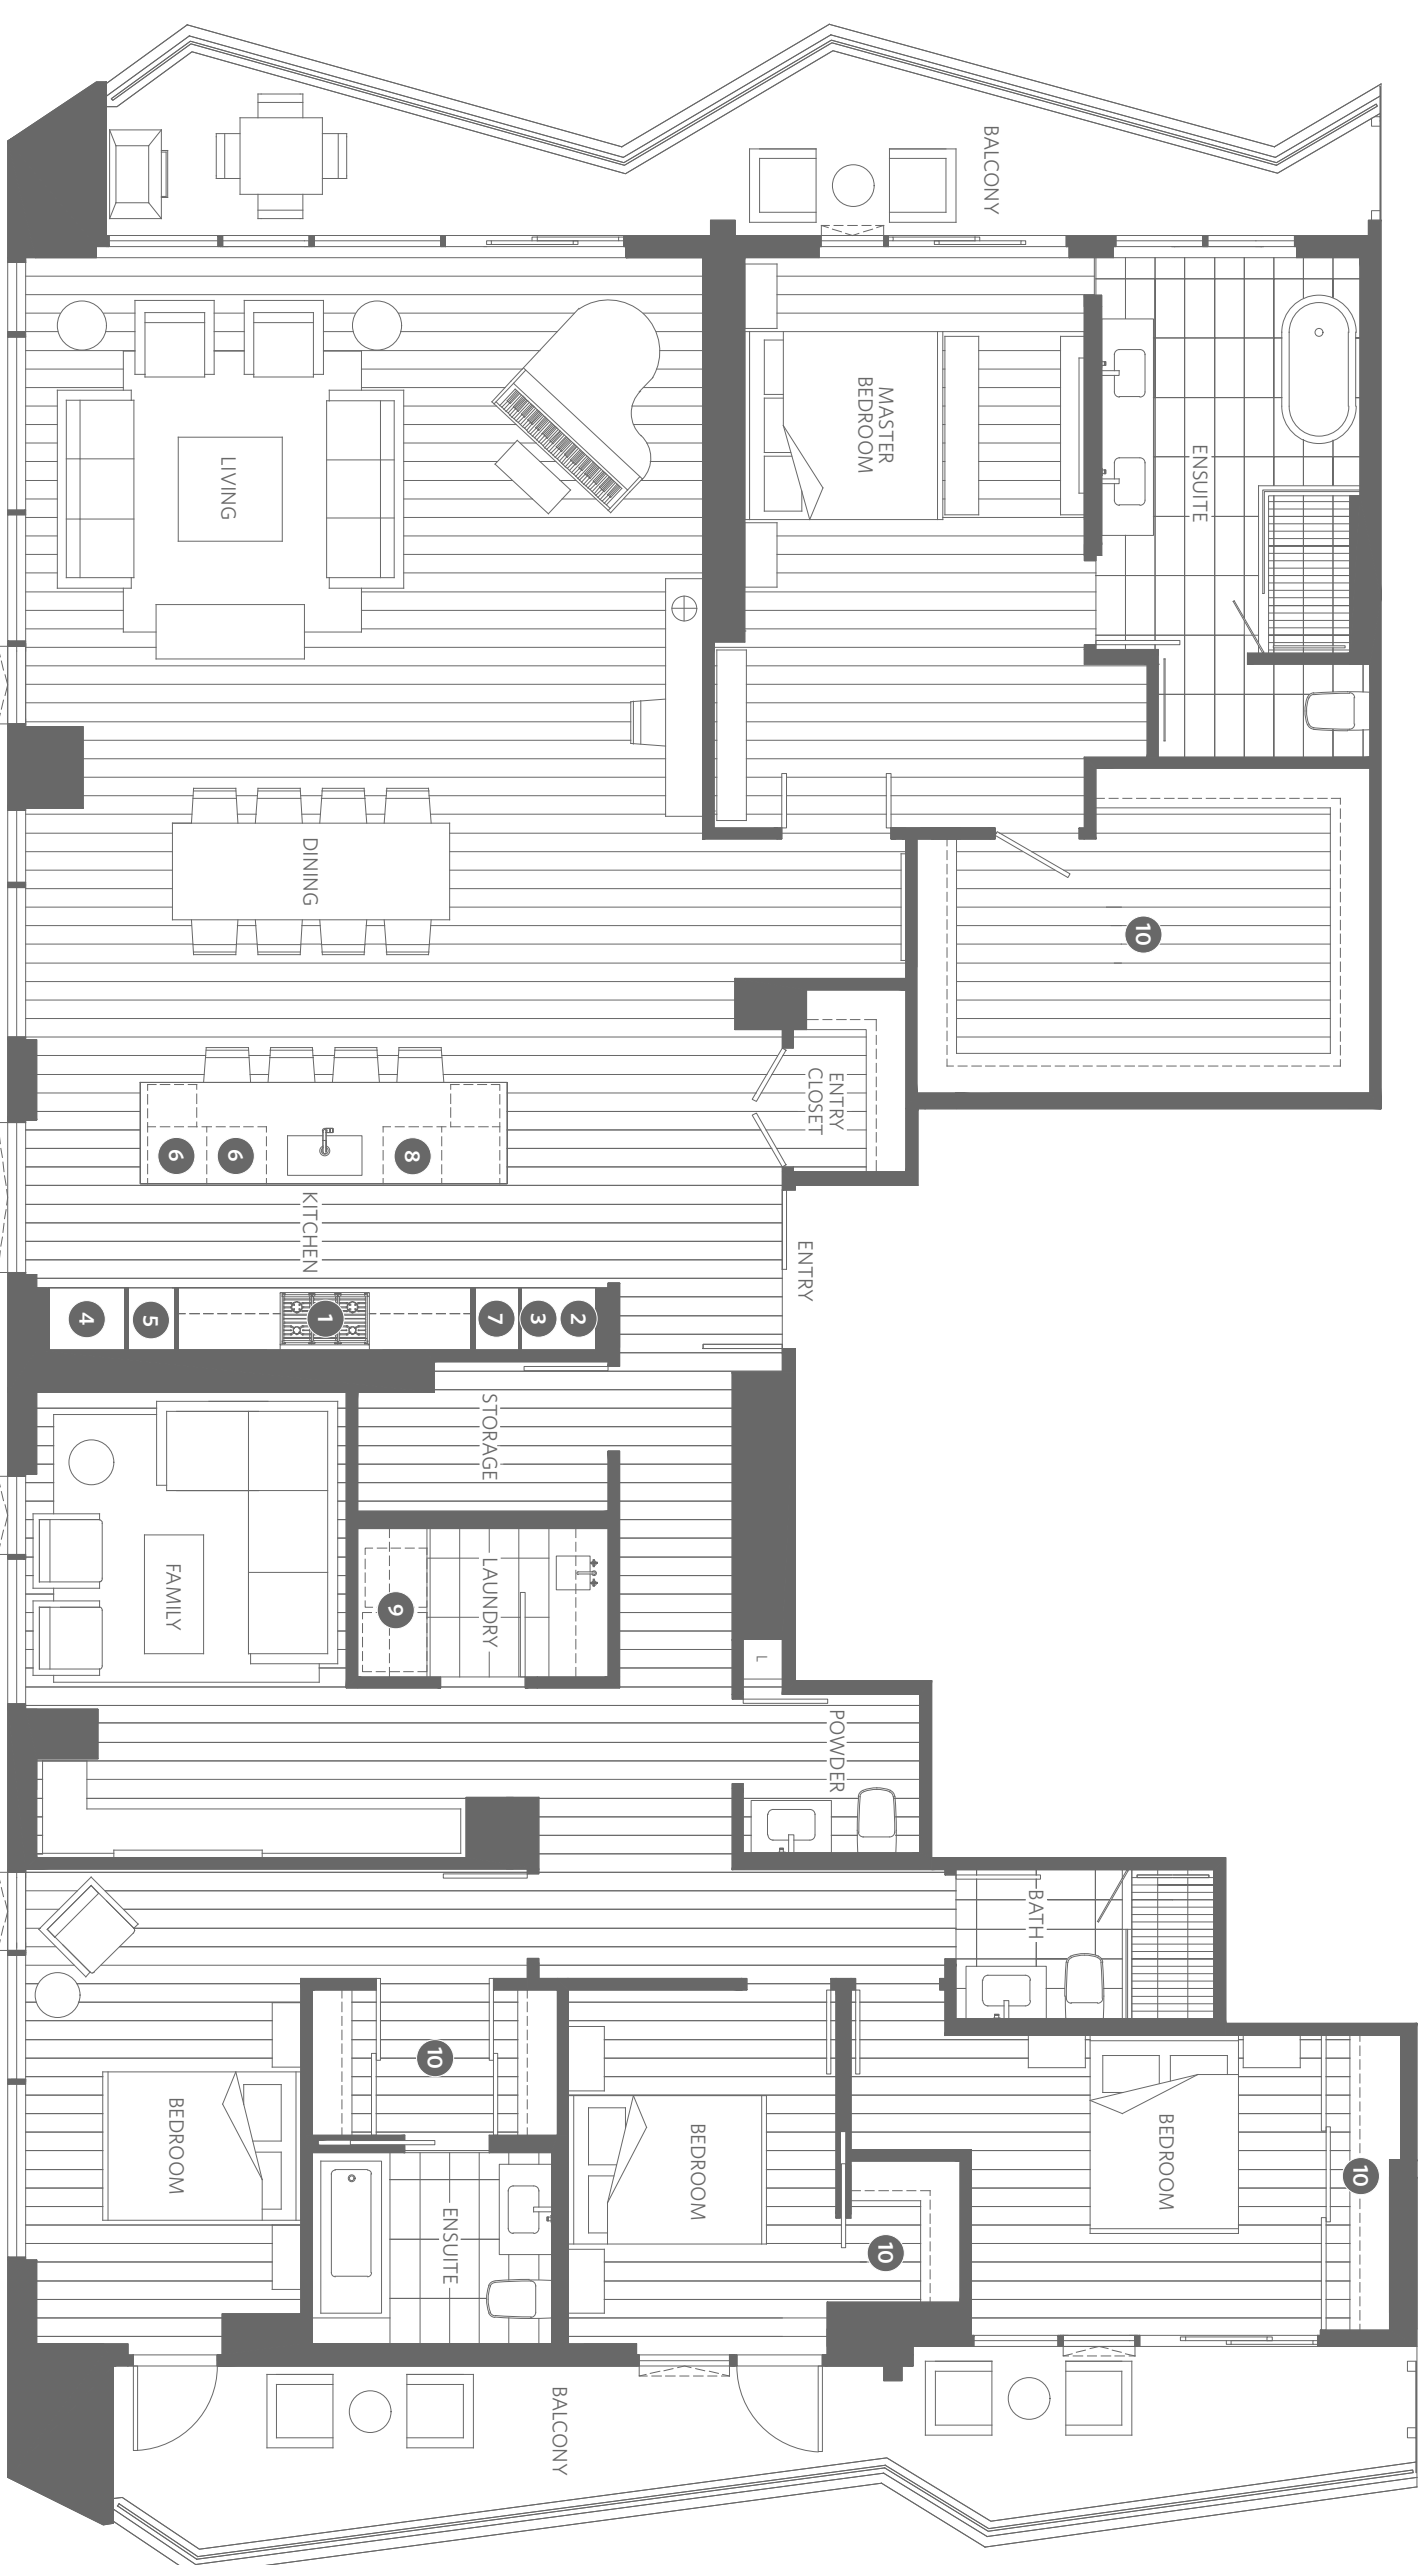 BALCONY
MASTER
BEDROOM
ENSUITE
LIVING
DINING
10
ENTRY
CLOSET
6
6
8
KITCHEN
ENTRY
4
5
1
7
3
2
STORAGE
FAMILY
LAUNDRY
9
L
POWDER
BATH
10
BEDROOM
BEDROOM
BEDROOM
10
ENSUITE
10
BALCONY